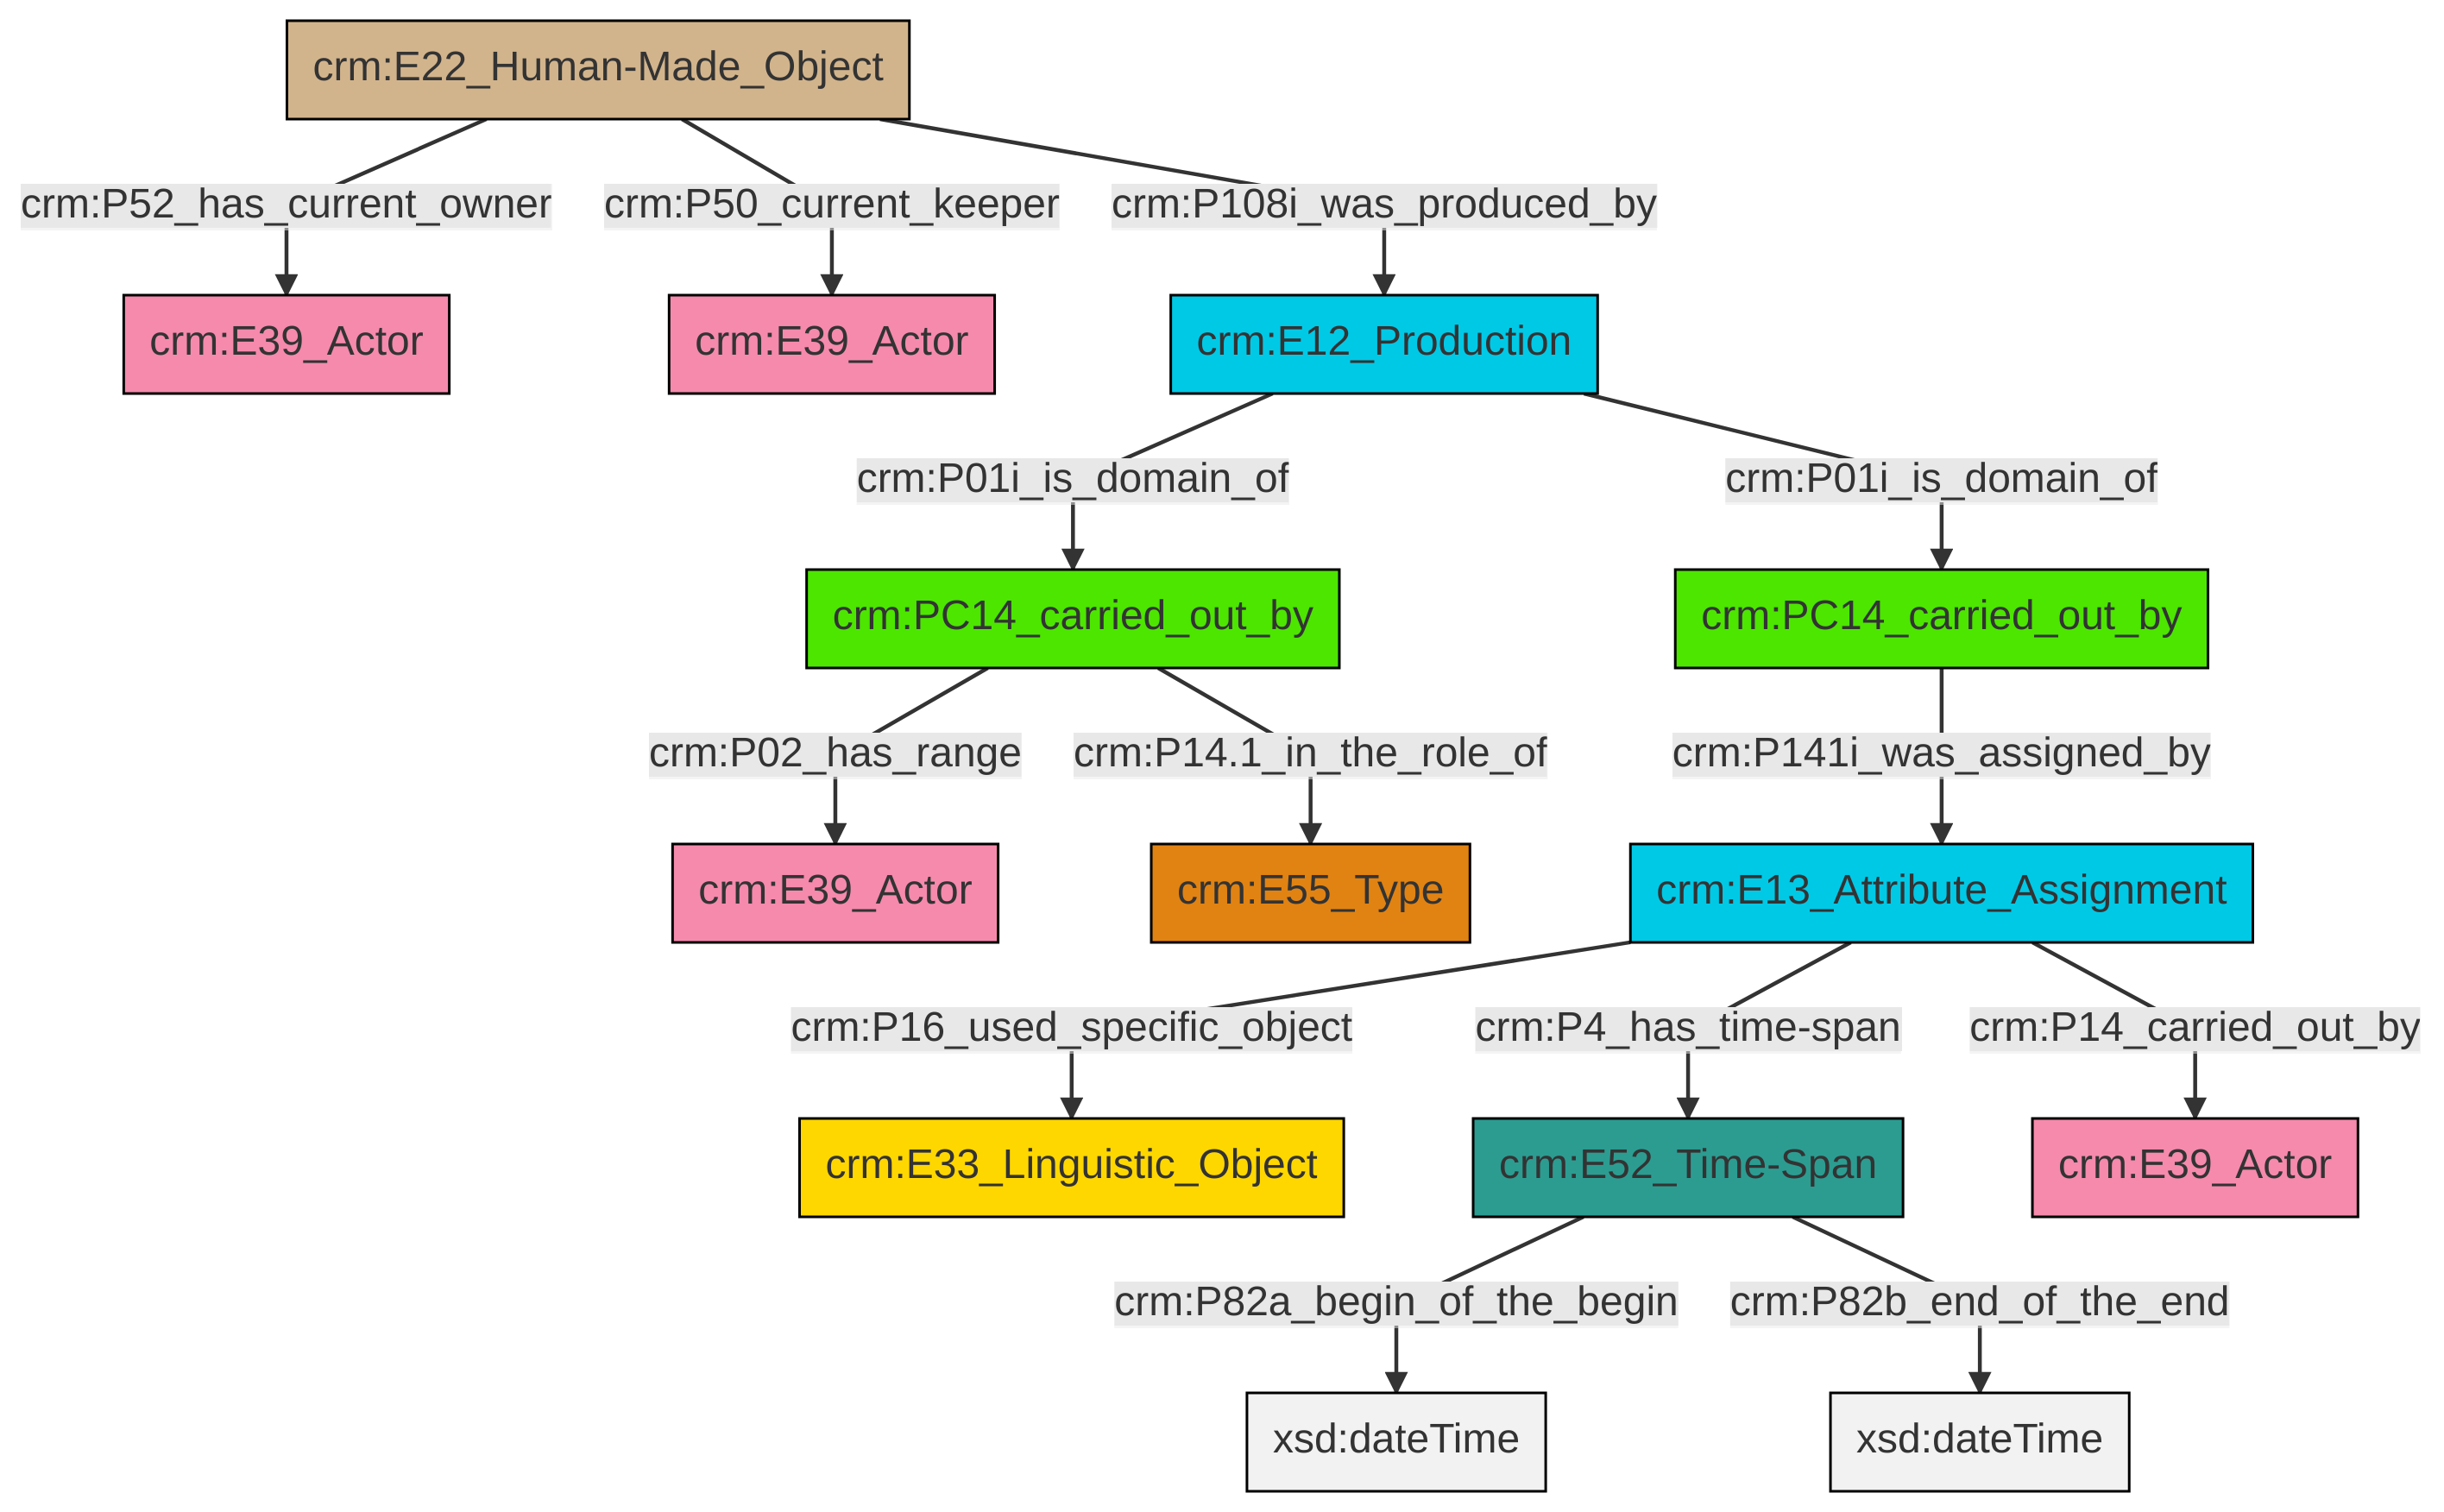 crm:E22_Human-Made_Object
crm:P52_has_current_owner
crm:P50_current_keeper
crm:P108i_was_produced_by
crm:E39_Actor
crm:E39_Actor
crm:E12_Production
crm:P01i_is_domain_of
crm:P01i_is_domain_of
crm:PC14_carried_out_by
crm:PC14_carried_out_by
crm:P02_has_range
crm:P14.1_in_the_role_of
crm:P141i_was_assigned_by
crm:E39_Actor
crm:E55_Type
crm:E13_Attribute_Assignment
crm:P16_used_specific_object
crm:P4_has_time-span
crm:P14_carried_out_by
crm:E33_Linguistic_Object
crm:E52_Time-Span
crm:E39_Actor
crm:P82a_begin_of_the_begin
crm:P82b_end_of_the_end
xsd:dateTime
xsd:dateTime